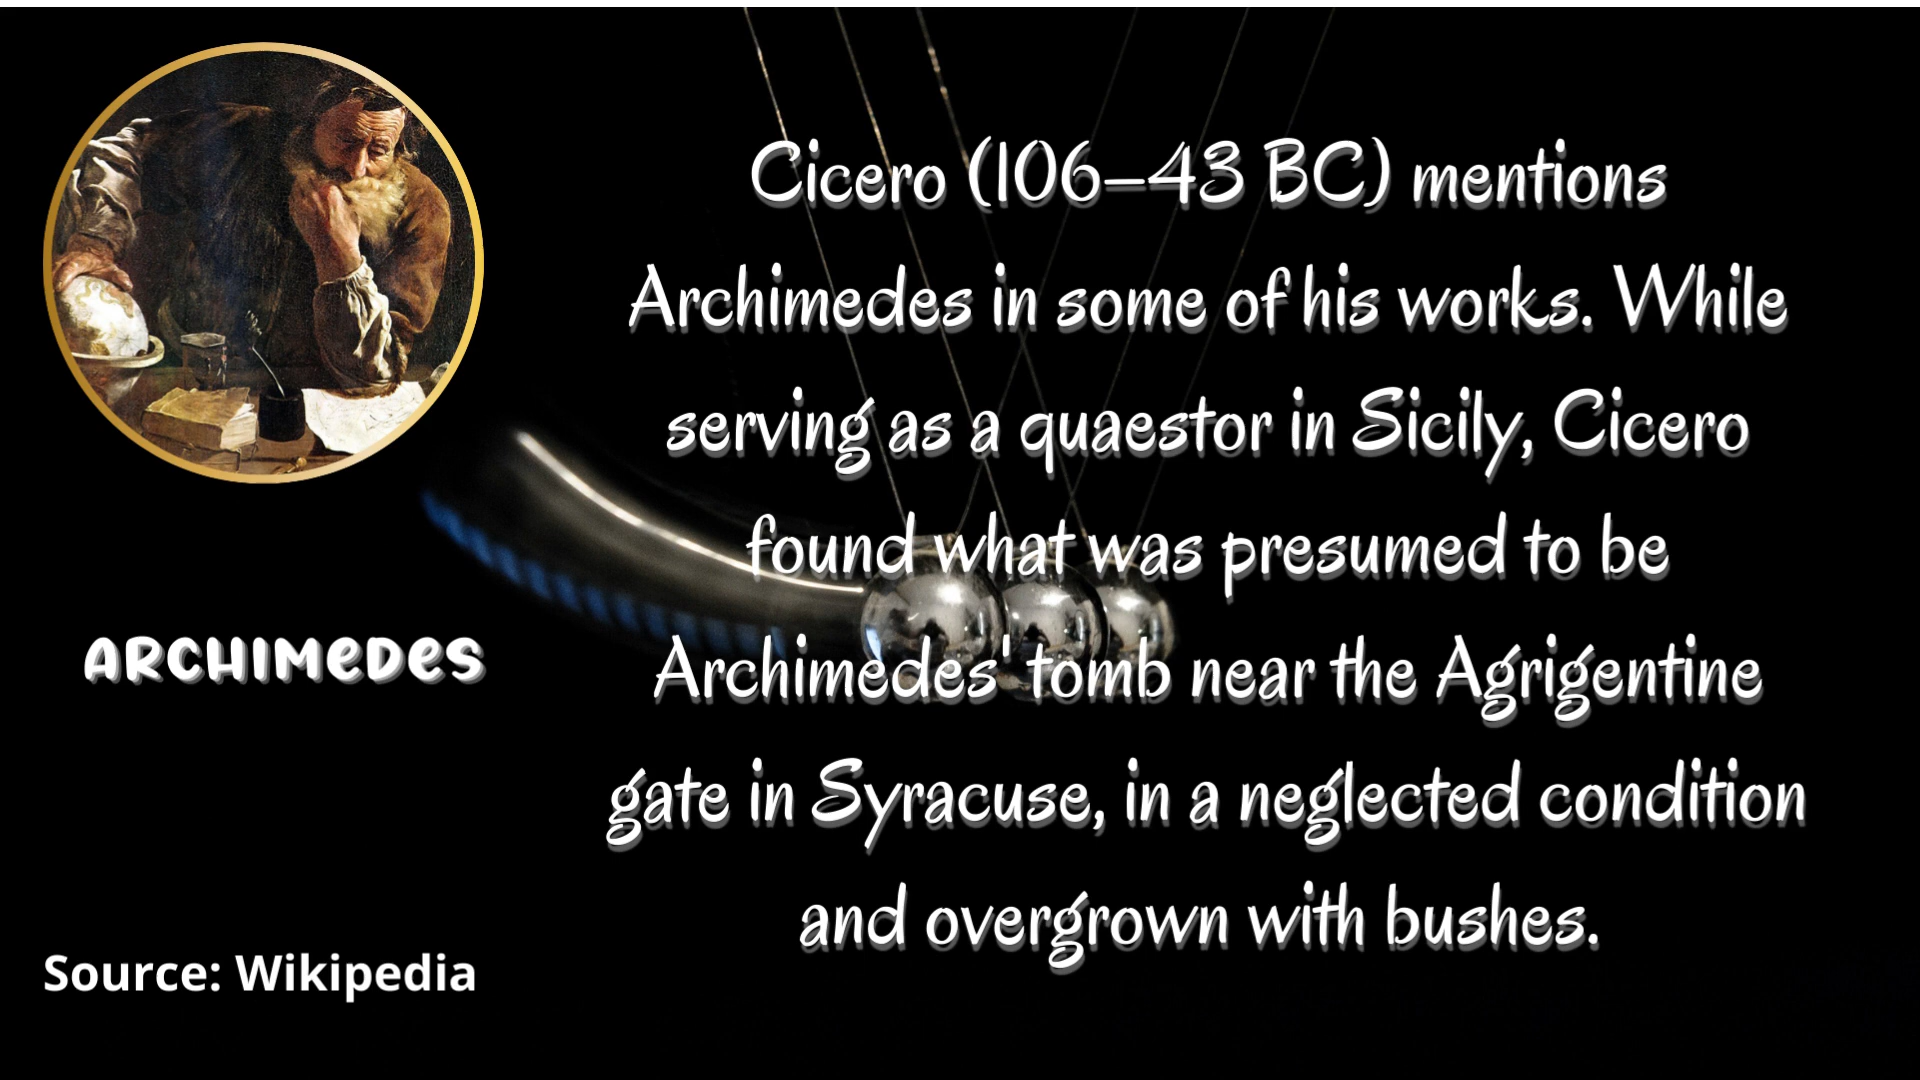 Cicero (106–43 BC) mentions
Archimedes in some of his works. While
serving as a quaestor in Sicily, Cicero
found what was presumed to be
Archimedes' tomb near the Agrigentine
gate in Syracuse, in a neglected condition
and overgrown with bushes.
ARCHIMEDES
Source: Wikipedia